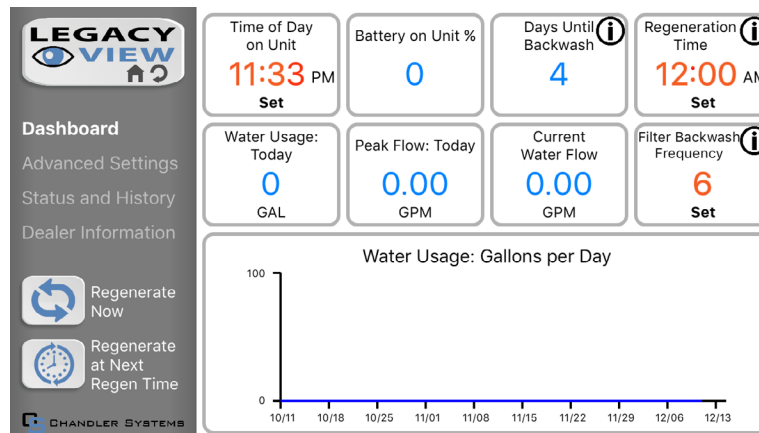 LEGACY
VIEW
Dashboard
Advanced Settings
Status and History
Dealer Information
Regenerate
Now
Regenerate
at Next
Regen Time
CHANDLER SYSTEMS
Time of Day
on Unit
11:33 PM
Set
Battery on Unit %
0
Days Until
Backwash
i
4
Regeneration
Time
i
12:00 AM
Set
Water Usage:
Today
0
GAL
Peak Flow: Today
0.00
GPM
Current
Water Flow
0.00
GPM
Filter Backwash
Frequency
i
6
Set
Water Usage: Gallons per Day
100
0
10/11 10/18 10/25 11/01 11/08 11/15 11/22 11/29 12/06 12/13